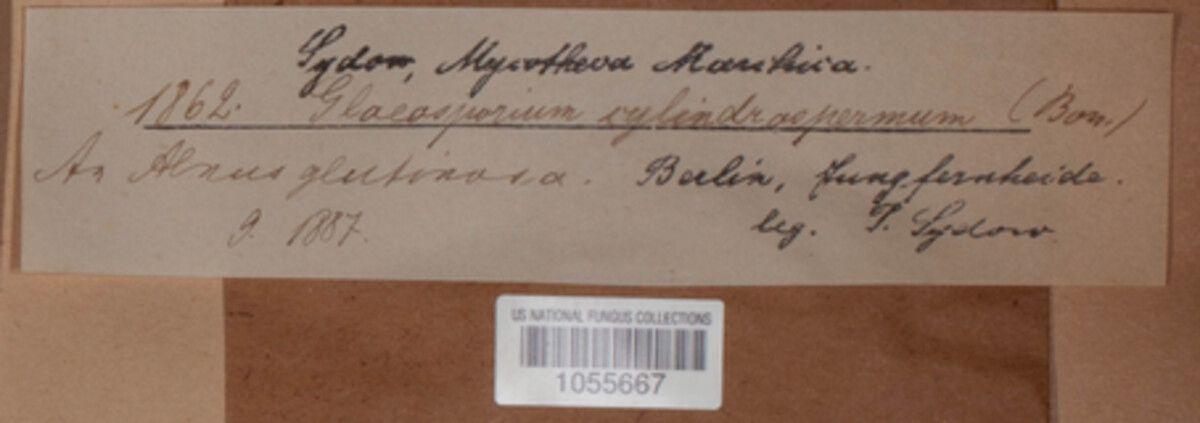 Sydow, Mycotheca Marchica.
1862. Gloeosporium cylindrospermum (Bon.)
An Alnus glutinosa. Berlin, Jungfernheide.
9. 1887. leg. P. Sydow
US NATIONAL FUNGUS COLLECTIONS
1055667